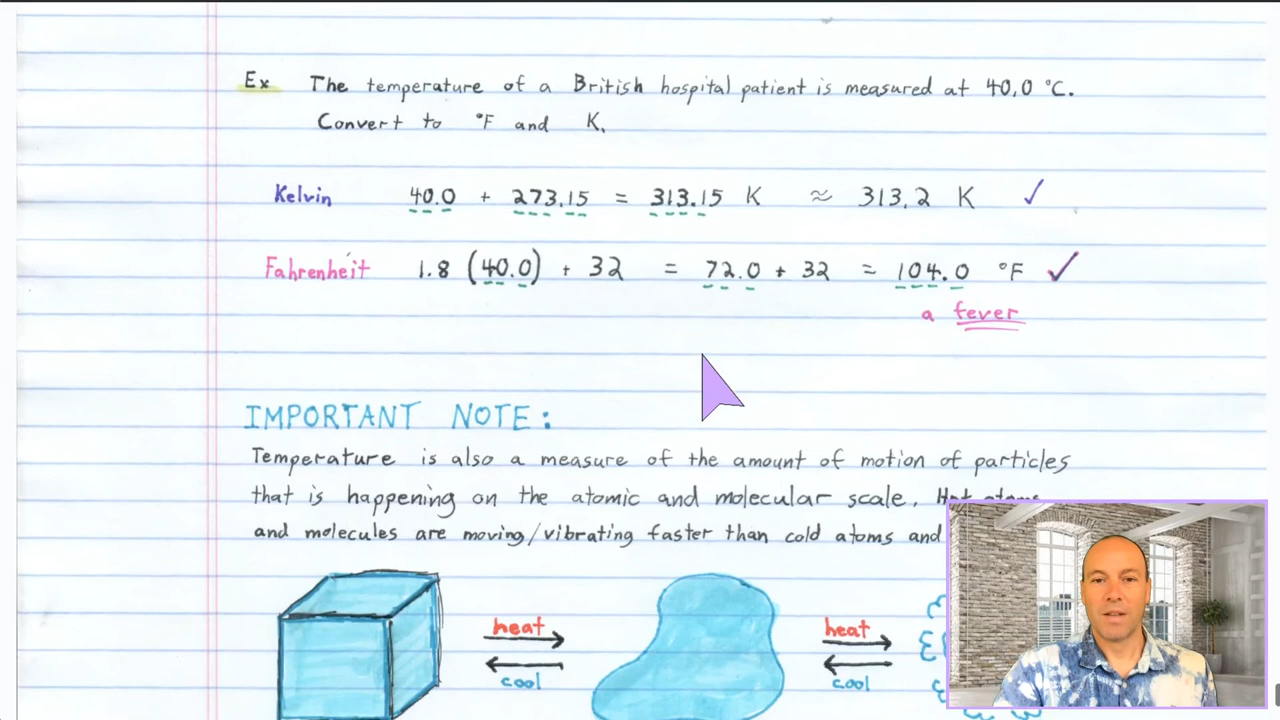 Ex The temperature of a British hospital patient is measured at 40.0 °C.
Convert to °F and K.
Kelvin 40.0 + 273.15 = 313.15 K ≈ 313.2 K ✓
Fahrenheit 1.8 (40.0) + 32 = 72.0 + 32 = 104.0 °F ✓
a fever
IMPORTANT NOTE:
Temperature is also a measure of the amount of motion of particles
that is happening on the atomic and molecular scale. Hot atoms
and molecules are moving/vibrating faster than cold atoms and
heat heat
cool cool